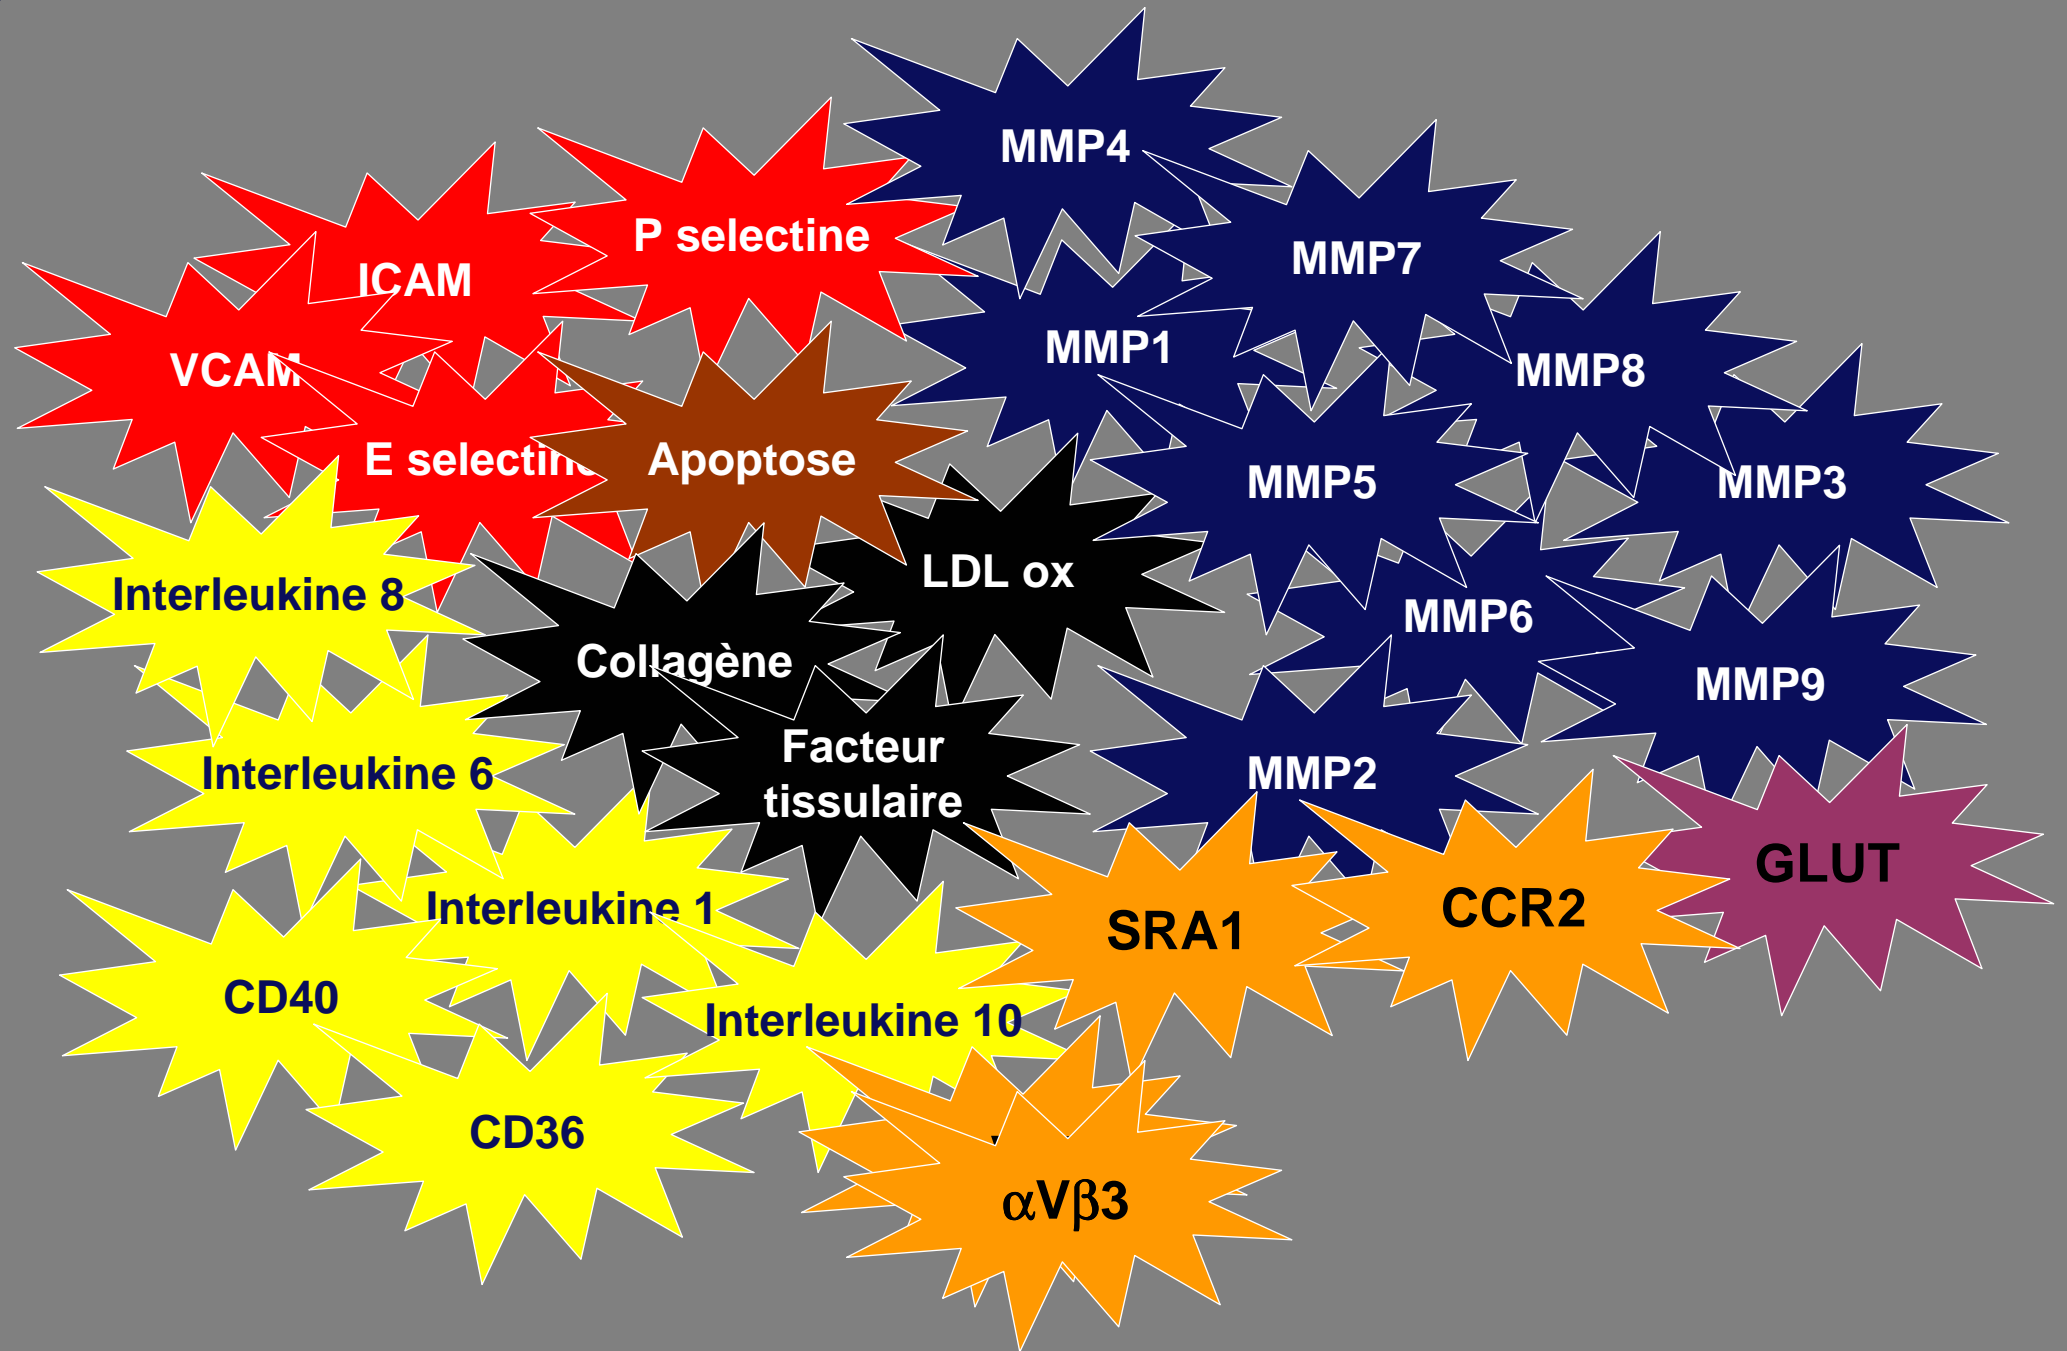 MMP4
P selectine
MMP7
ICAM
MMP1
VCAM
MMP8
E selectine
Apoptose
MMP5
MMP3
LDL ox
Interleukine 8
MMP6
Collagène
MMP9
Facteur
tissulaire
Interleukine 6
MMP2
GLUT
Interleukine 1
SRA1
CCR2
CD40
Interleukine 10
CD36
αVβ3